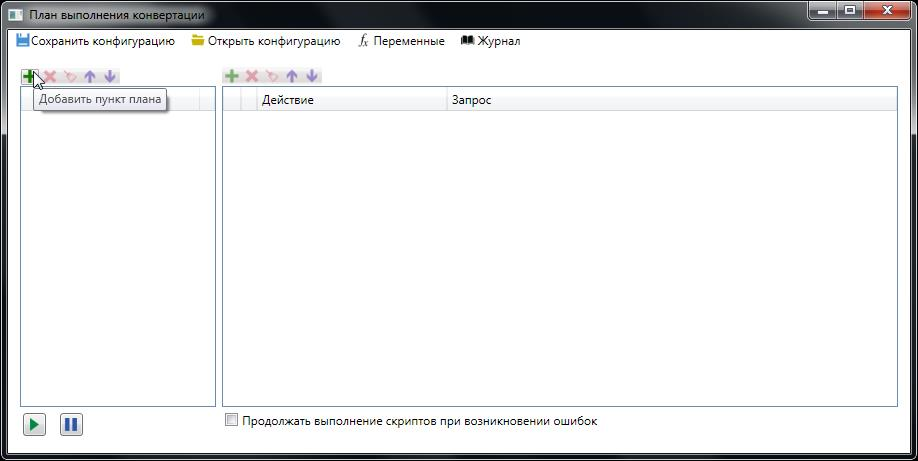 План выполнения конвертации
Сохранить конфигурацию Открыть конфигурацию fx Переменные Журнал
Добавить пункт плана
Действие Запрос
Продолжать выполнение скриптов при возникновении ошибок